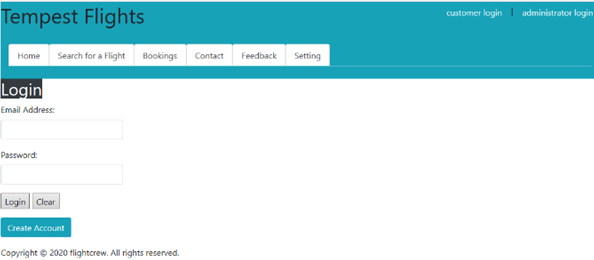 Tempest Flights
customer login | administrator login
Home Search for a Flight Bookings Contact Feedback Setting
Login
Email Address:
Password:
Login Clear
Create Account
Copyright © 2020 flightcrew. All rights reserved.